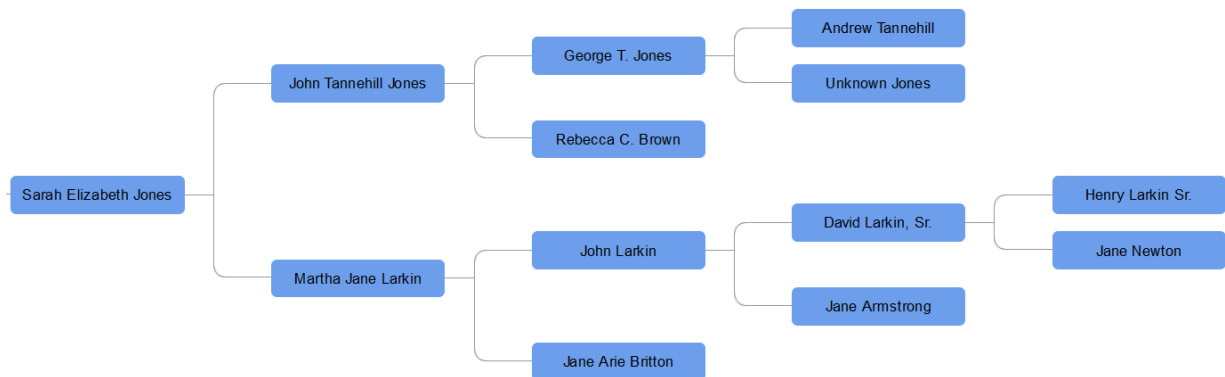 Andrew Tannehill
George T. Jones
John Tannehill Jones
Unknown Jones
Rebecca C. Brown
Sarah Elizabeth Jones
Henry Larkin Sr.
David Larkin, Sr.
John Larkin
Jane Newton
Martha Jane Larkin
Jane Armstrong
Jane Arie Britton